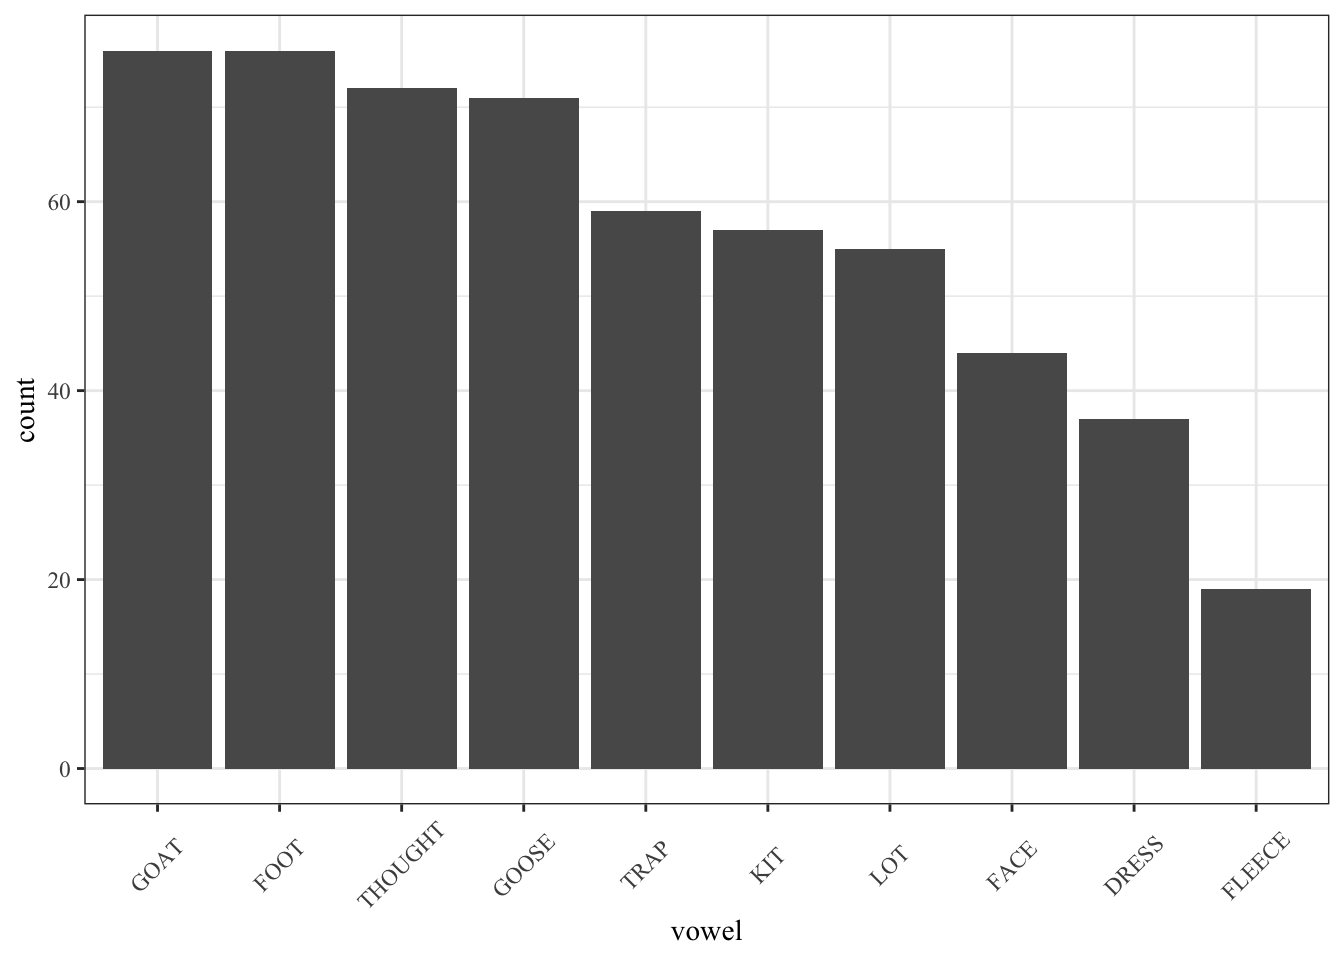 60
40
20
0
count
GOAT
FOOT
THOUGHT
GOOSE
TRAP
KIT
LOT
FACE
DRESS
FLEECE
vowel